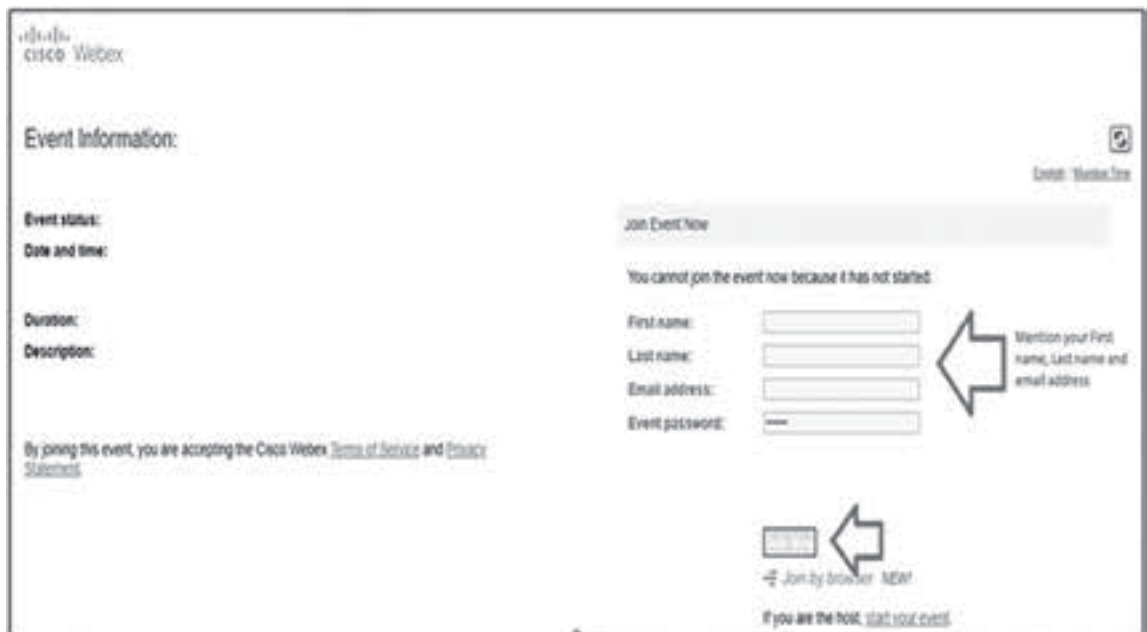 CISCO Webex
Event Information:
English : Mumbai Time
Event status:
Date and time:
Duration:
Description:
By joining this event, you are accepting the Cisco Webex Terms of Service and Privacy
Statement.
Join Event Now
You cannot join the event now because it has not started.
First name:
Last name:
Email address:
Event password:
Mention your First
name, Last name and
email address
Join by browser NEW!
If you are the host, start your event.